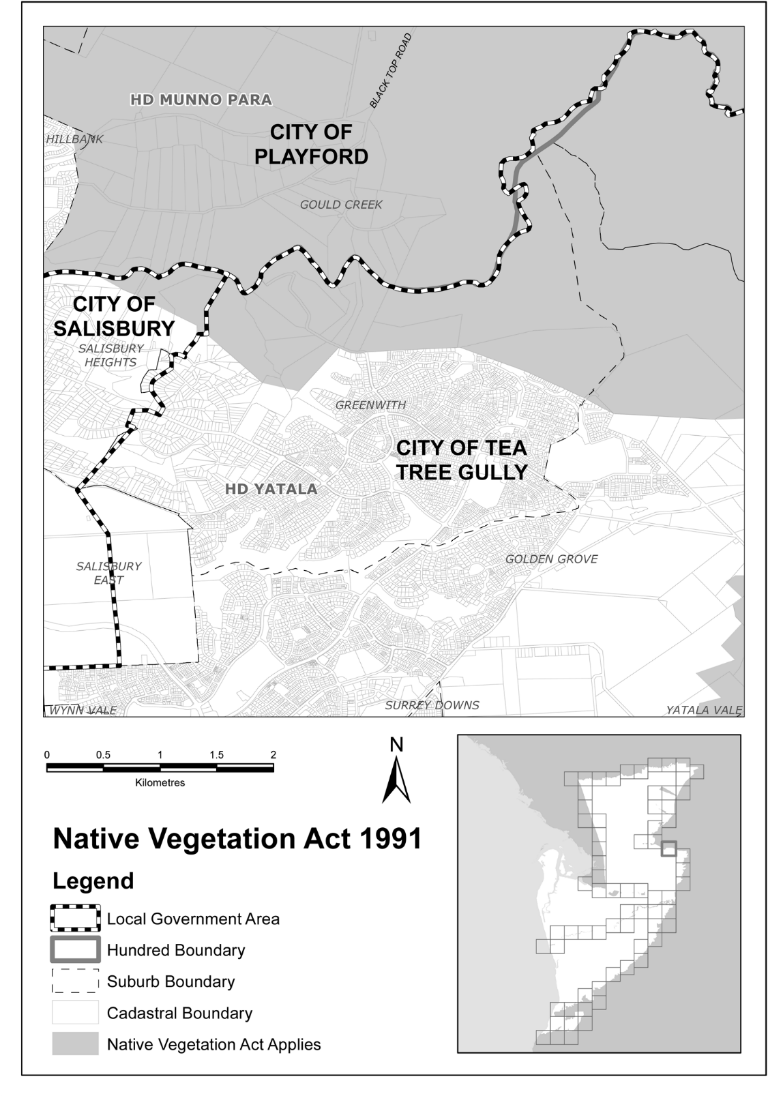 BLACK TOP ROAD
HD MUNNO PARA
CITY OF
PLAYFORD
HILLBANK
GOULD CREEK
CITY OF
SALISBURY
SALISBURY
HEIGHTS
GREENWITH
CITY OF TEA
TREE GULLY
HD YATALA
GOLDEN GROVE
SALISBURY
EAST
WYNN VALE
SURREY DOWNS
YATALA VALE
0 0.5 1 1.5 2
Kilometres
N
Native Vegetation Act 1991
Legend
Local Government Area
Hundred Boundary
Suburb Boundary
Cadastral Boundary
Native Vegetation Act Applies